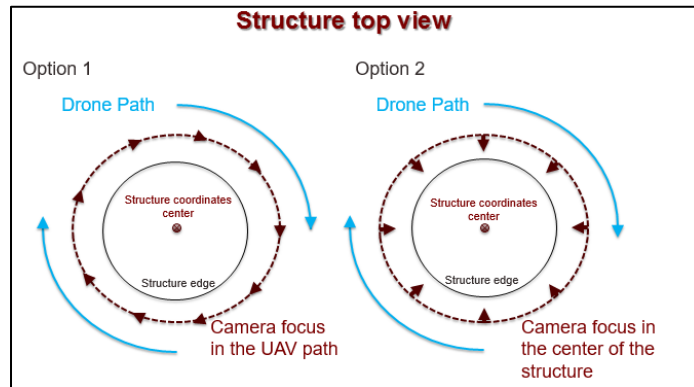 Structure top view
Option 1
Drone Path
Structure coordinates
center
Structure edge
Camera focus
in the UAV path
Option 2
Drone Path
Structure coordinates
center
Structure edge
Camera focus in
the center of the
structure